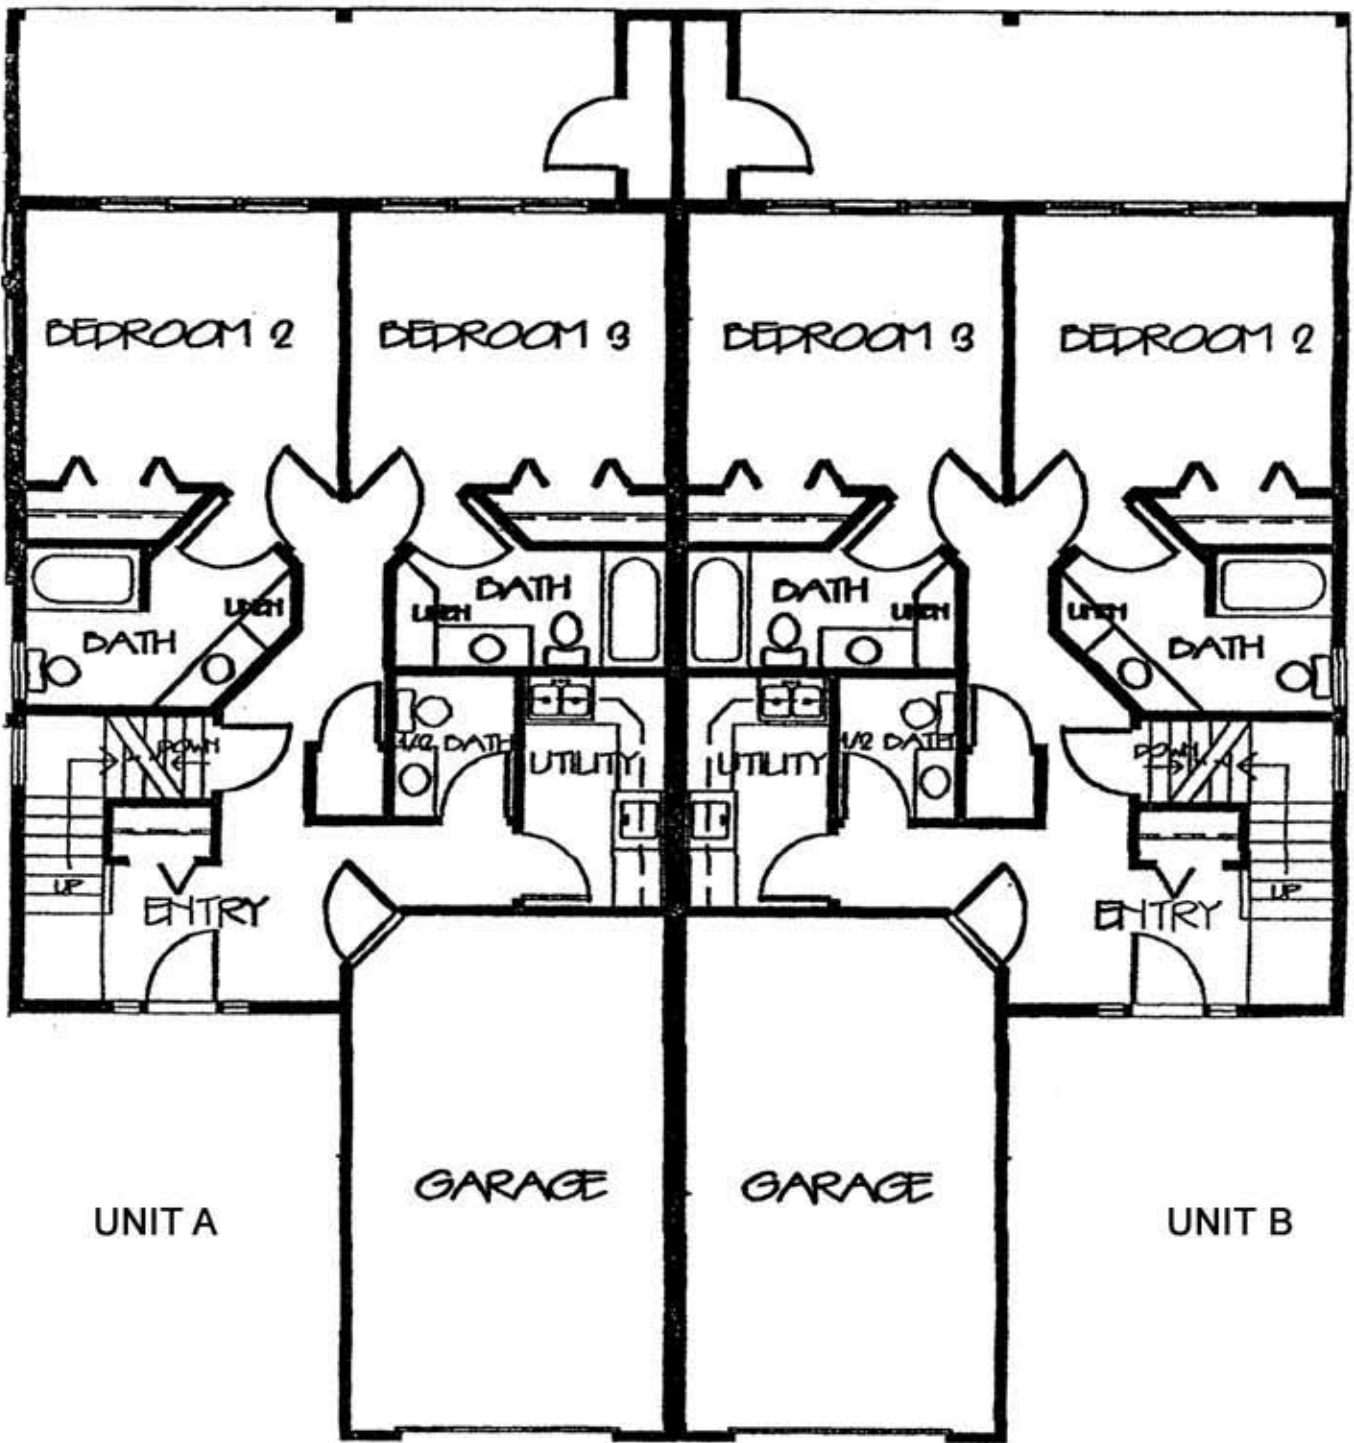 BEDROOM 2
BEDROOM 3
BEDROOM 3
BEDROOM 2
BATH
LINEN
BATH
LINEN
BATH
LINEN
LINEN
BATH
DOWN
1/2 BATH
UTILITY
UTILITY
1/2 BATH
DOWN
UP
ENTRY
ENTRY
UP
GARAGE
GARAGE
UNIT A
UNIT B